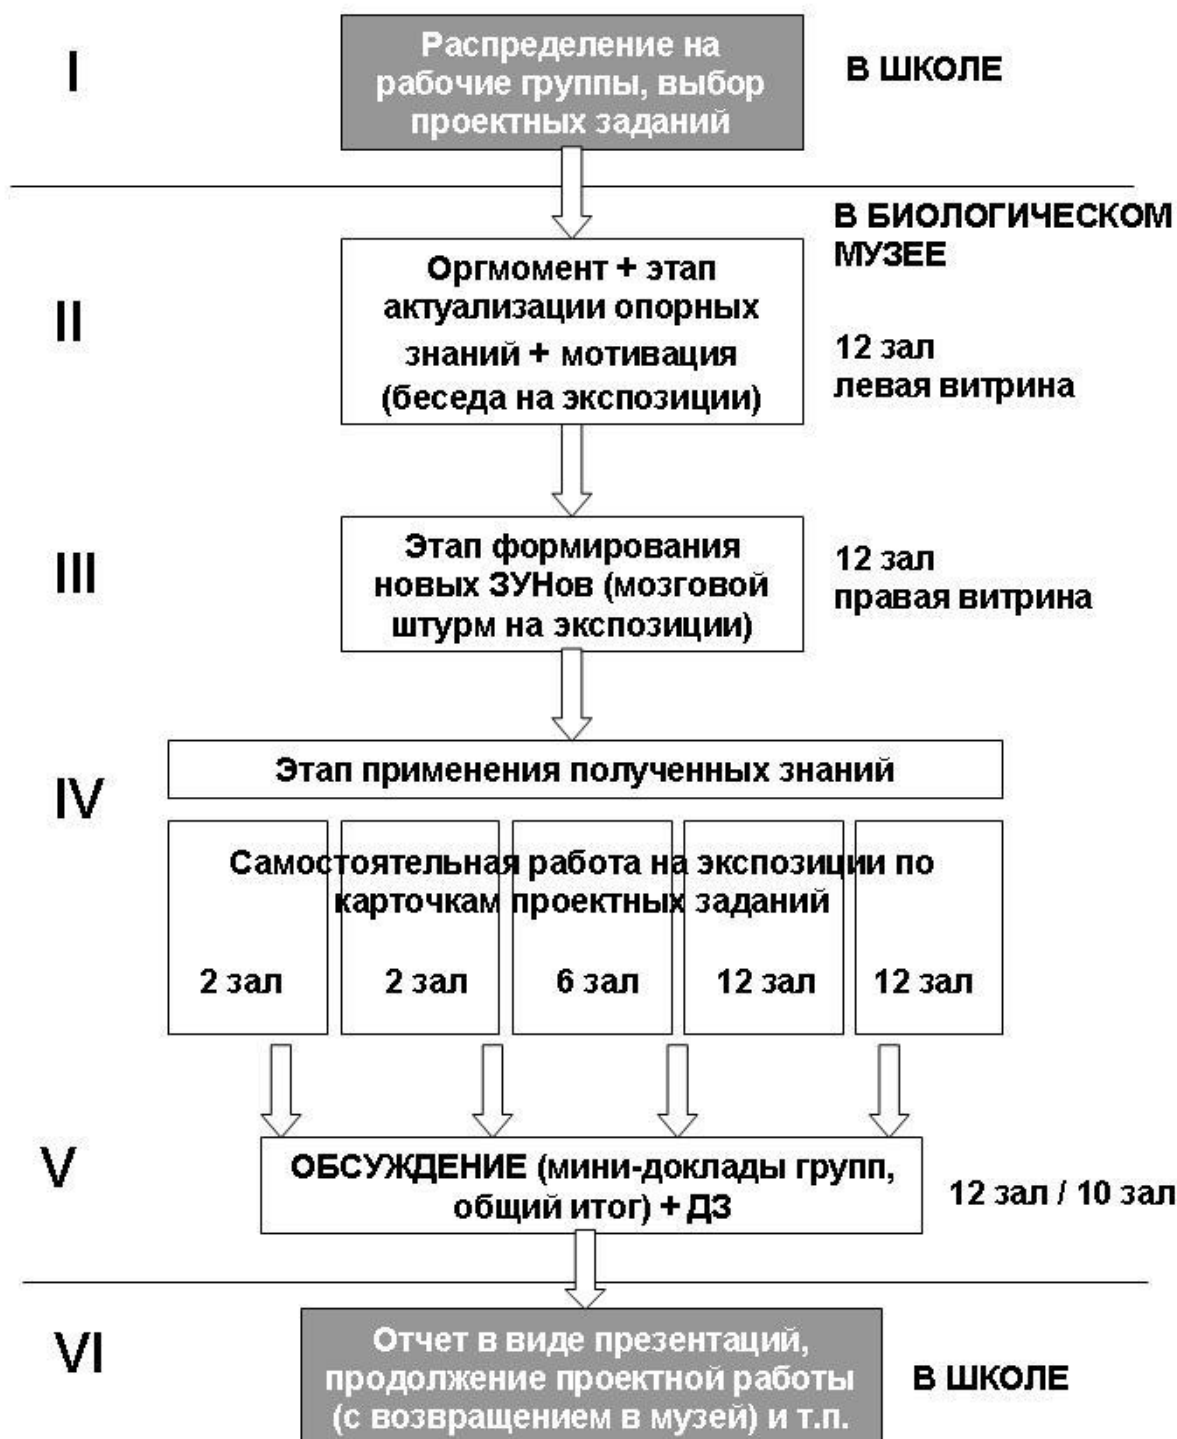 I
Распределение на
рабочие группы, выбор
проектных заданий
В ШКОЛЕ
В БИОЛОГИЧЕСКОМ
МУЗЕЕ
II
Оргмомент + этап
актуализации опорных
знаний + мотивация
(беседа на экспозиции)
12 зал
левая витрина
III
Этап формирования
новых ЗУНов (мозговой
штурм на экспозиции)
12 зал
правая витрина
IV
Этап применения полученных знаний
Самостоятельная работа на экспозиции по
карточкам проектных заданий
2 зал
2 зал
6 зал
12 зал
12 зал
V
ОБСУЖДЕНИЕ (мини-доклады групп,
общий итог) + ДЗ
12 зал / 10 зал
VI
Отчет в виде презентаций,
продолжение проектной работы
(с возвращением в музей) и т.п.
В ШКОЛЕ